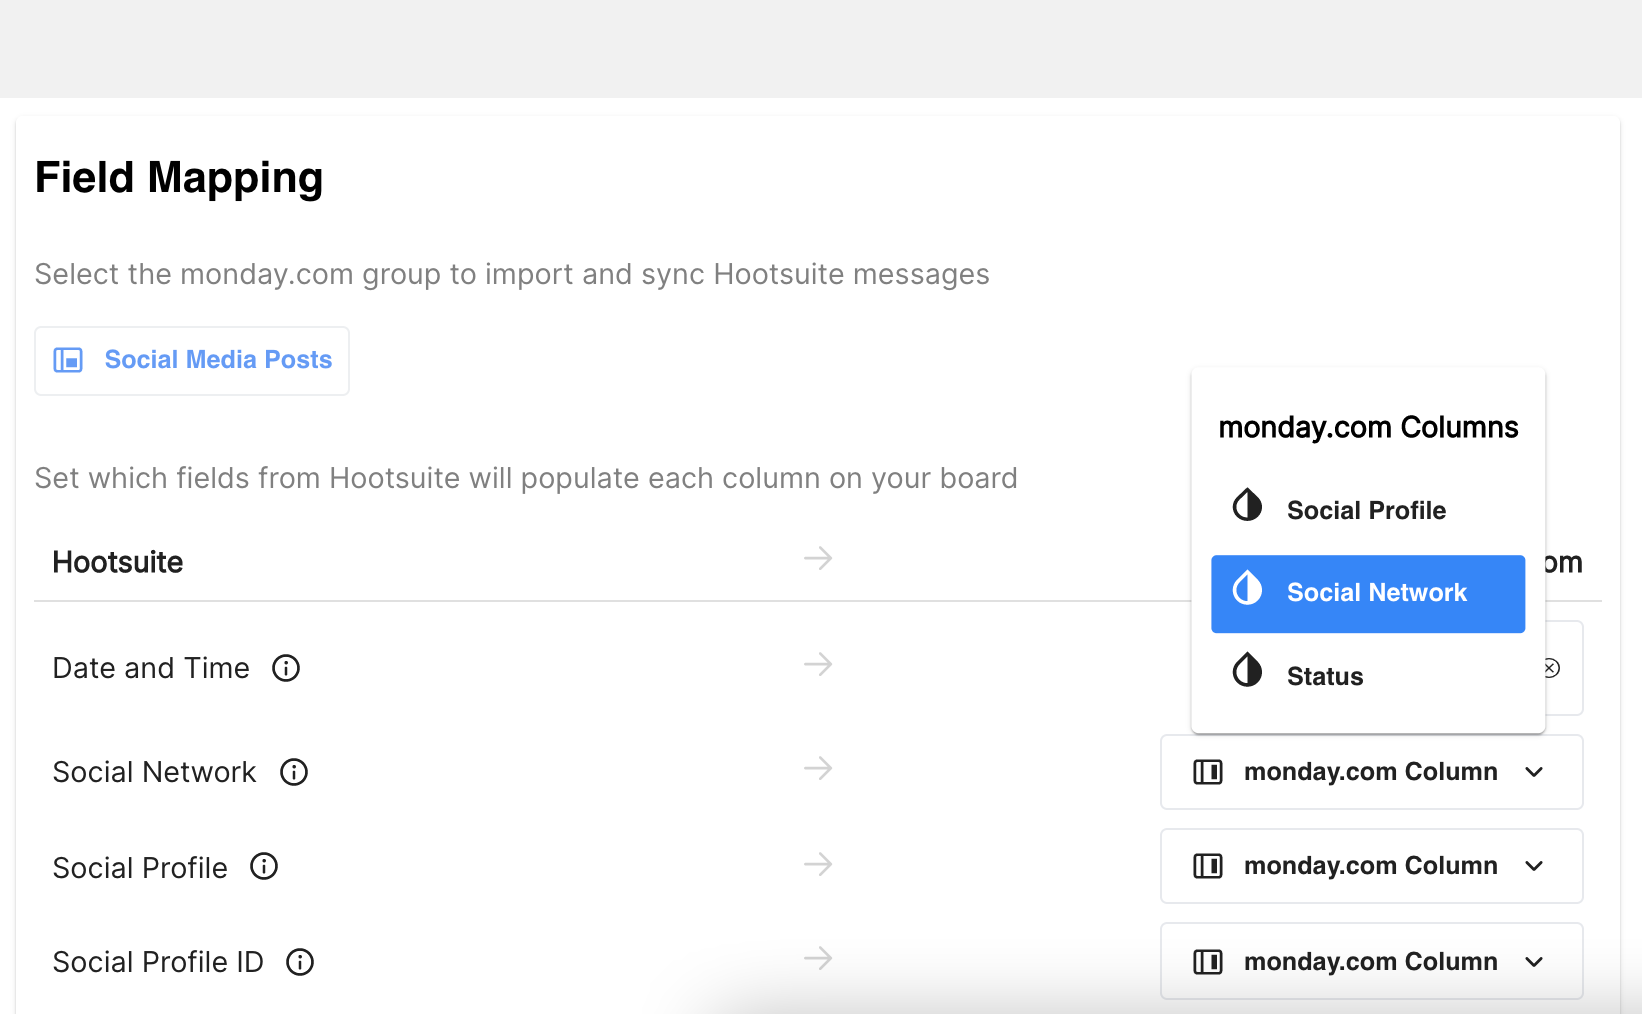 Field Mapping
Select the monday.com group to import and sync Hootsuite messages
Social Media Posts
Set which fields from Hootsuite will populate each column on your board
monday.com Columns
Social Profile
Social Network
Status
Hootsuite
om
Date and Time
Social Network
monday.com Column
Social Profile
monday.com Column
Social Profile ID
monday.com Column